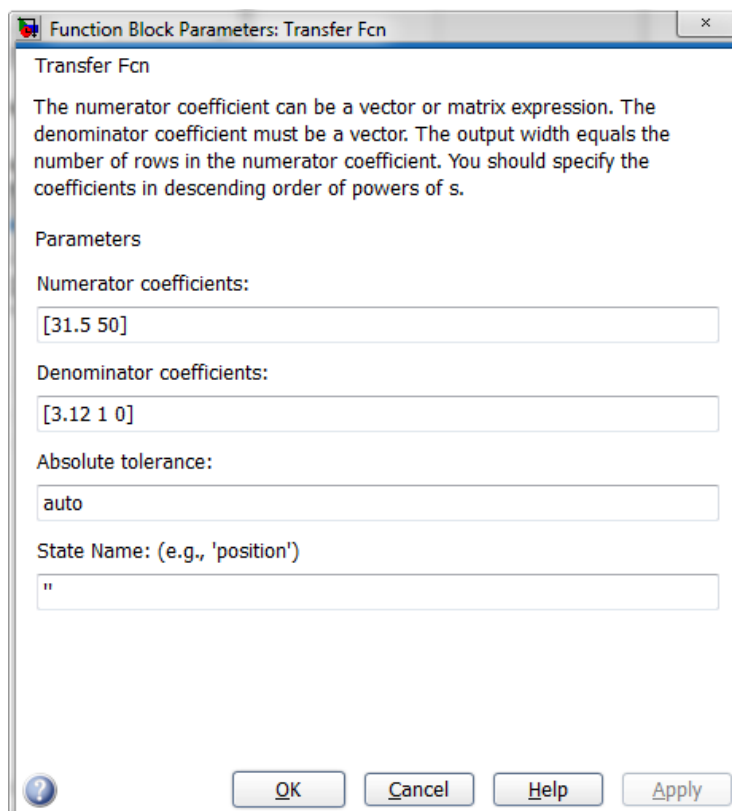 Function Block Parameters: Transfer Fcn
Transfer Fcn
The numerator coefficient can be a vector or matrix expression. The
denominator coefficient must be a vector. The output width equals the
number of rows in the numerator coefficient. You should specify the
coefficients in descending order of powers of s.
Parameters
Numerator coefficients:
[31.5 50]
Denominator coefficients:
[3.12 1 0]
Absolute tolerance:
auto
State Name: (e.g., 'position')
''
OK Cancel Help Apply